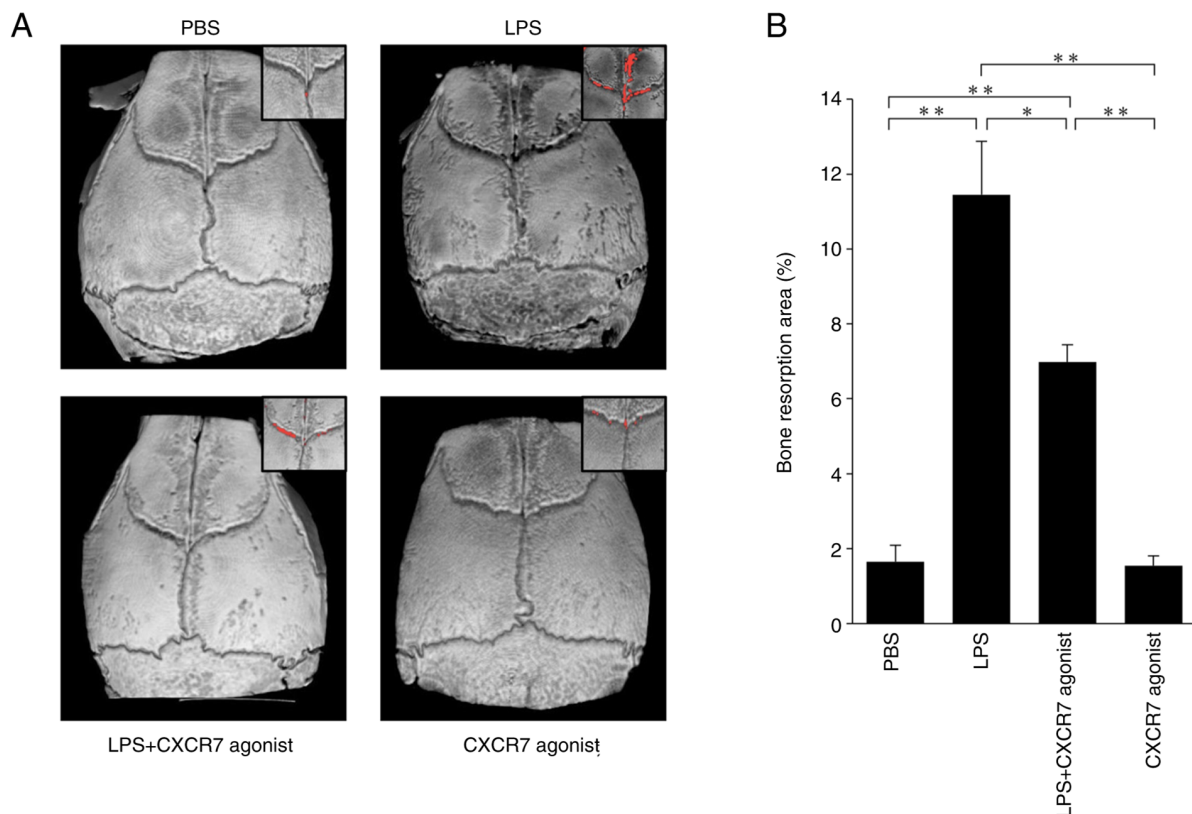 A
PBS
LPS
LPS+CXCR7 agonist
CXCR7 agonist
B
**
**
**
*
**
14
12
10
8
6
4
2
0
Bone resorption area (%)
PBS
LPS
LPS+CXCR7 agonist
CXCR7 agonist